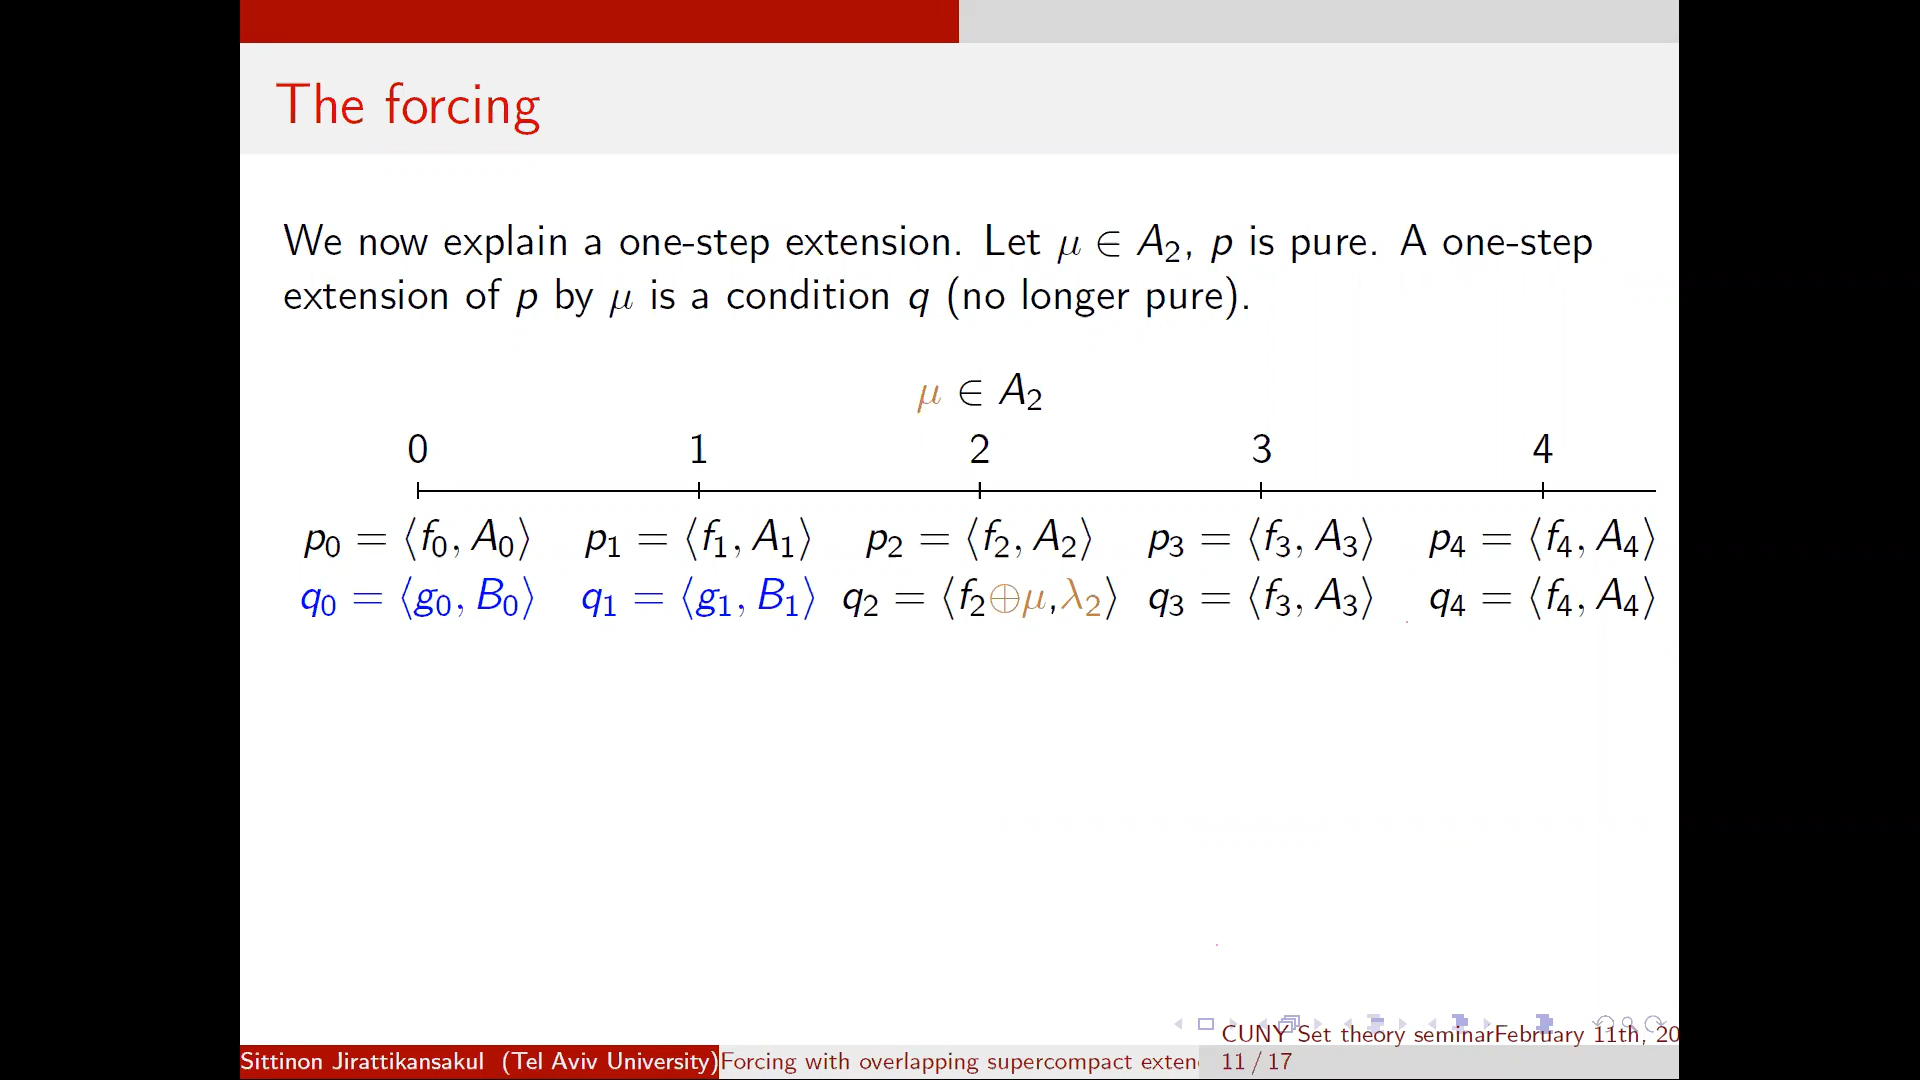 The forcing
We now explain a one-step extension. Let μ ∈ A₂, p is pure. A one-step
extension of p by μ is a condition q (no longer pure).
μ ∈ A₂
0 1 2 3 4
p₀ = ⟨f₀, A₀⟩ p₁ = ⟨f₁, A₁⟩ p₂ = ⟨f₂, A₂⟩ p₃ = ⟨f₃, A₃⟩ p₄ = ⟨f₄, A₄⟩
q₀ = ⟨g₀, B₀⟩ q₁ = ⟨g₁, B₁⟩ q₂ = ⟨f₂⊕μ,λ₂⟩ q₃ = ⟨f₃, A₃⟩ q₄ = ⟨f₄, A₄⟩
CUNY Set theory seminarFebruary 11th, 20
Sittinon Jirattikansakul (Tel Aviv University) Forcing with overlapping supercompact exten 11 / 17